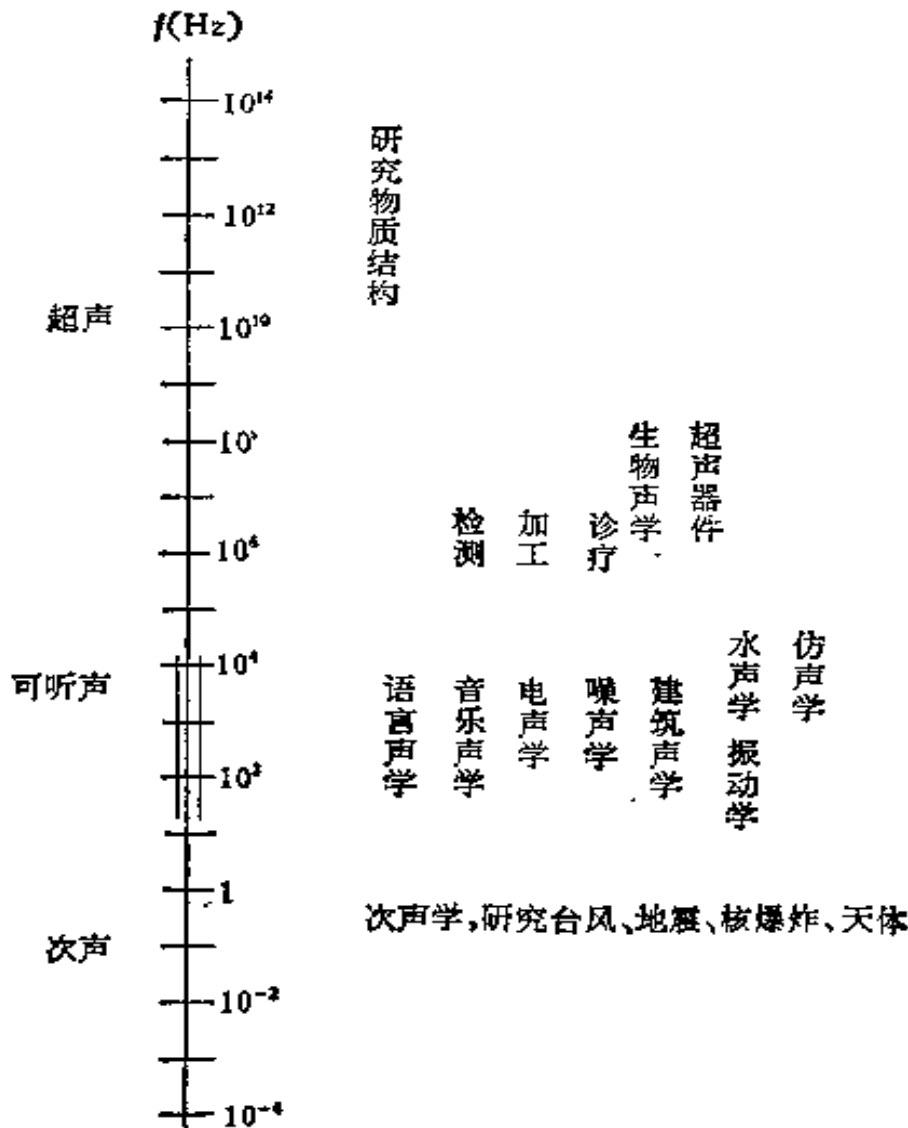 f(Hz)
10¹⁴
研究物质结构
10¹²
超声
10¹⁰
10⁸
生物声学
超声器件
检测
加工
诊疗
10⁶
可听声
10⁴
水声学
仿声学
语言声学
音乐声学
电声学
噪声学
建筑声学
振动学
10²
1
次声学,研究台风、地震、核爆炸、天体
次声
10⁻²
10⁻⁴